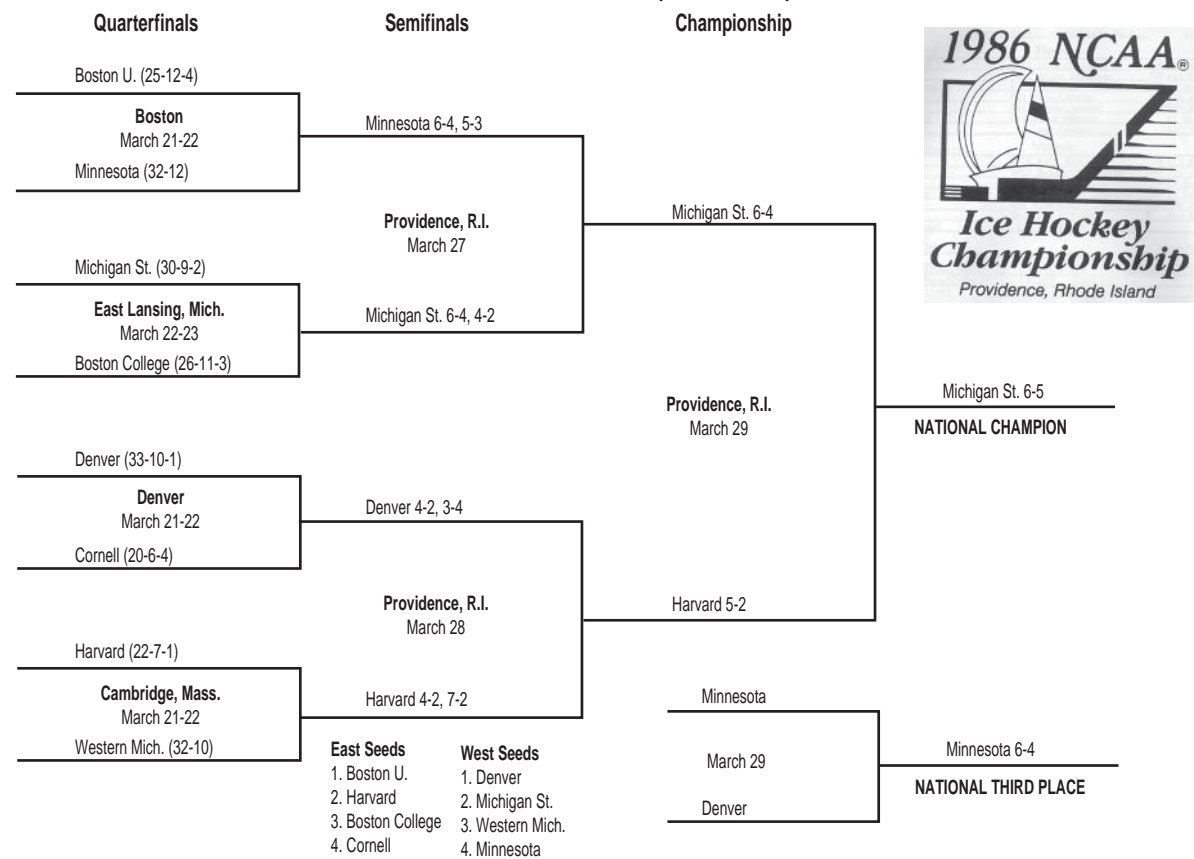 Quarterfinals
Semifinals
Championship
Boston U. (25-12-4)
Boston
March 21-22
Minnesota (32-12)
Minnesota 6-4, 5-3
Providence, R.I.
March 27
Michigan St. (30-9-2)
East Lansing, Mich.
March 22-23
Boston College (26-11-3)
Michigan St. 6-4, 4-2
Michigan St. 6-4
Denver (33-10-1)
Denver
March 21-22
Cornell (20-6-4)
Denver 4-2, 3-4
Providence, R.I.
March 28
Harvard (22-7-1)
Cambridge, Mass.
March 21-22
Western Mich. (32-10)
Harvard 4-2, 7-2
Harvard 5-2
Providence, R.I.
March 29
Michigan St. 6-5
NATIONAL CHAMPION
East Seeds
1. Boston U.
2. Harvard
3. Boston College
4. Cornell
West Seeds
1. Denver
2. Michigan St.
3. Western Mich.
4. Minnesota
Minnesota
March 29
Denver
Minnesota 6-4
NATIONAL THIRD PLACE
1986 NCAA®
Ice Hockey
Championship
Providence, Rhode Island